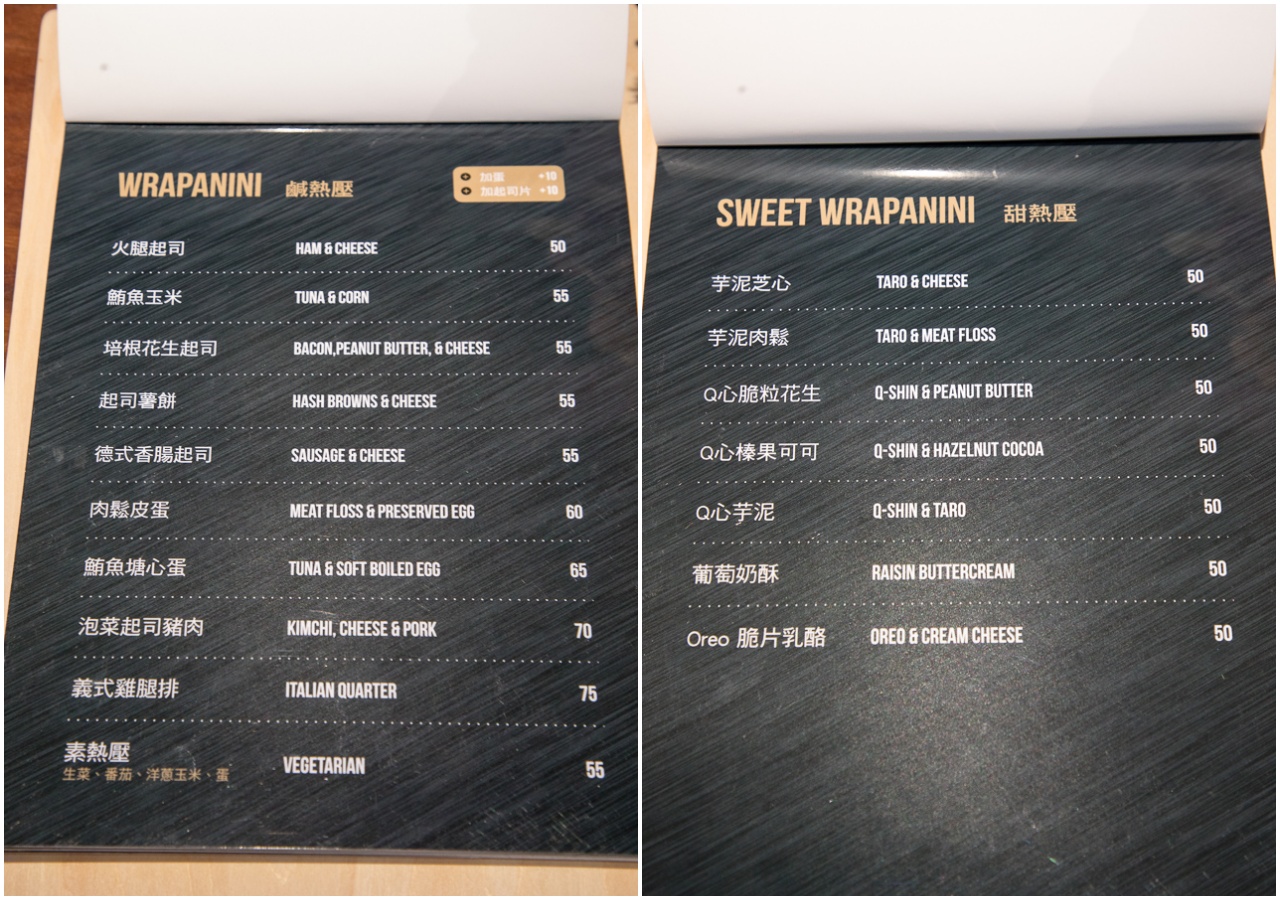 WRAPANINI 鹹熱壓
加蛋 +10
加起司片 +10
火腿起司 HAM & CHEESE 50
鮪魚玉米 TUNA & CORN 55
培根花生起司 BACON,PEANUT BUTTER, & CHEESE 55
起司薯餅 HASH BROWNS & CHEESE 55
德式香腸起司 SAUSAGE & CHEESE 55
肉鬆皮蛋 MEAT FLOSS & PRESERVED EGG 60
鮪魚塘心蛋 TUNA & SOFT BOILED EGG 65
泡菜起司豬肉 KIMCHI, CHEESE & PORK 70
義式雞腿排 ITALIAN QUARTER 75
素熱壓 VEGETARIAN 55
生菜、番茄、洋蔥玉米、蛋
SWEET WRAPANINI 甜熱壓
芋泥芝心 TARO & CHEESE 50
芋泥肉鬆 TARO & MEAT FLOSS 50
Q心脆粒花生 Q-SHIN & PEANUT BUTTER 50
Q心榛果可可 Q-SHIN & HAZELNUT COCOA 50
Q心芋泥 Q-SHIN & TARO 50
葡萄奶酥 RAISIN BUTTERCREAM 50
Oreo 脆片乳酪 OREO & CREAM CHEESE 50